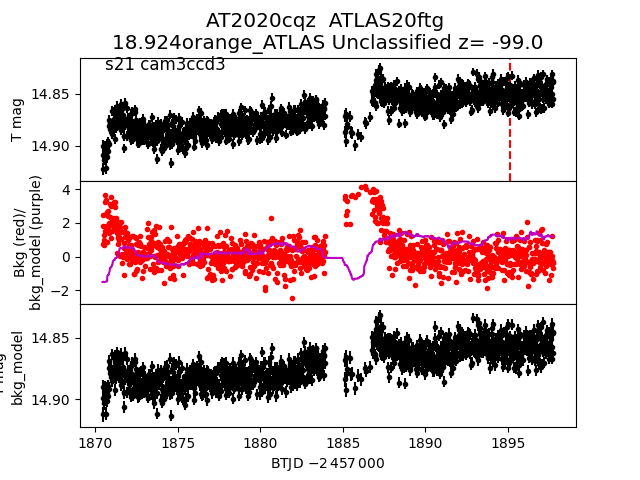 AT2020cqz ATLAS20ftg
18.924orange_ATLAS Unclassified z= -99.0
s21 cam3ccd3
T mag
14.85
14.90
Bkg (red)/
bkg_model (purple)
4
2
0
−2
bkg_model
14.85
14.90
1870 1875 1880 1885 1890 1895
BTJD −2 457 000